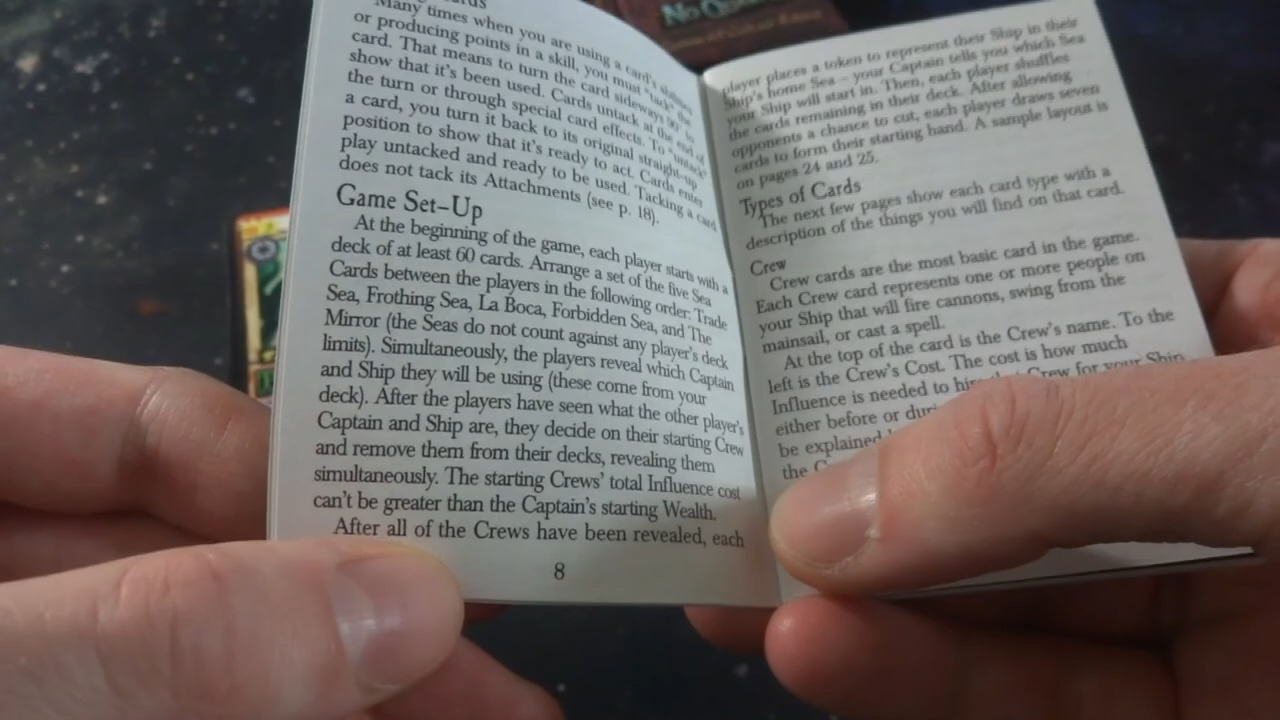 Many times when you are using a card's abilities
or producing points in a skill, you must "tack" the
card. That means to turn the card sideways 90° to
show that it's been used. Cards untack at the end of
the turn or through special card effects. To "untack"
a card, you turn it back to its original straight-up
position to show that it's ready to act. Cards enter
play untacked and ready to be used. Tacking a card
does not tack its Attachments (see p. 18).
Game Set-Up
At the beginning of the game, each player starts with a
deck of at least 60 cards. Arrange a set of the five Sea
Cards between the players in the following order: Trade
Sea, Frothing Sea, La Boca, Forbidden Sea, and The
Mirror (the Seas do not count against any player's deck
limits). Simultaneously, the players reveal which Captain
and Ship they will be using (these come from your
deck). After the players have seen what the other player's
Captain and Ship are, they decide on their starting Crew
and remove them from their decks, revealing them
simultaneously. The starting Crews' total Influence cost
can't be greater than the Captain's starting Wealth.
After all of the Crews have been revealed, each
8
No
player places a token to represent their Ship in their
Ship's home Sea – your Captain tells you which Sea
your Ship will start in. Then, each player shuffles
the cards remaining in their deck. After allowing
opponents a chance to cut, each player draws seven
cards to form their starting hand. A sample layout is
on pages 24 and 25.
Types of Cards
The next few pages show each card type with a
description of the things you will find on that card.
Crew
Crew cards are the most basic card in the game.
Each Crew card represents one or more people on
your Ship that will fire cannons, swing from the
mainsail, or cast a spell.
At the top of the card is the Crew's name. To the
left is the Crew's Cost. The cost is how much
Influence is needed to Crew for your Ship
either before or
be explained
the